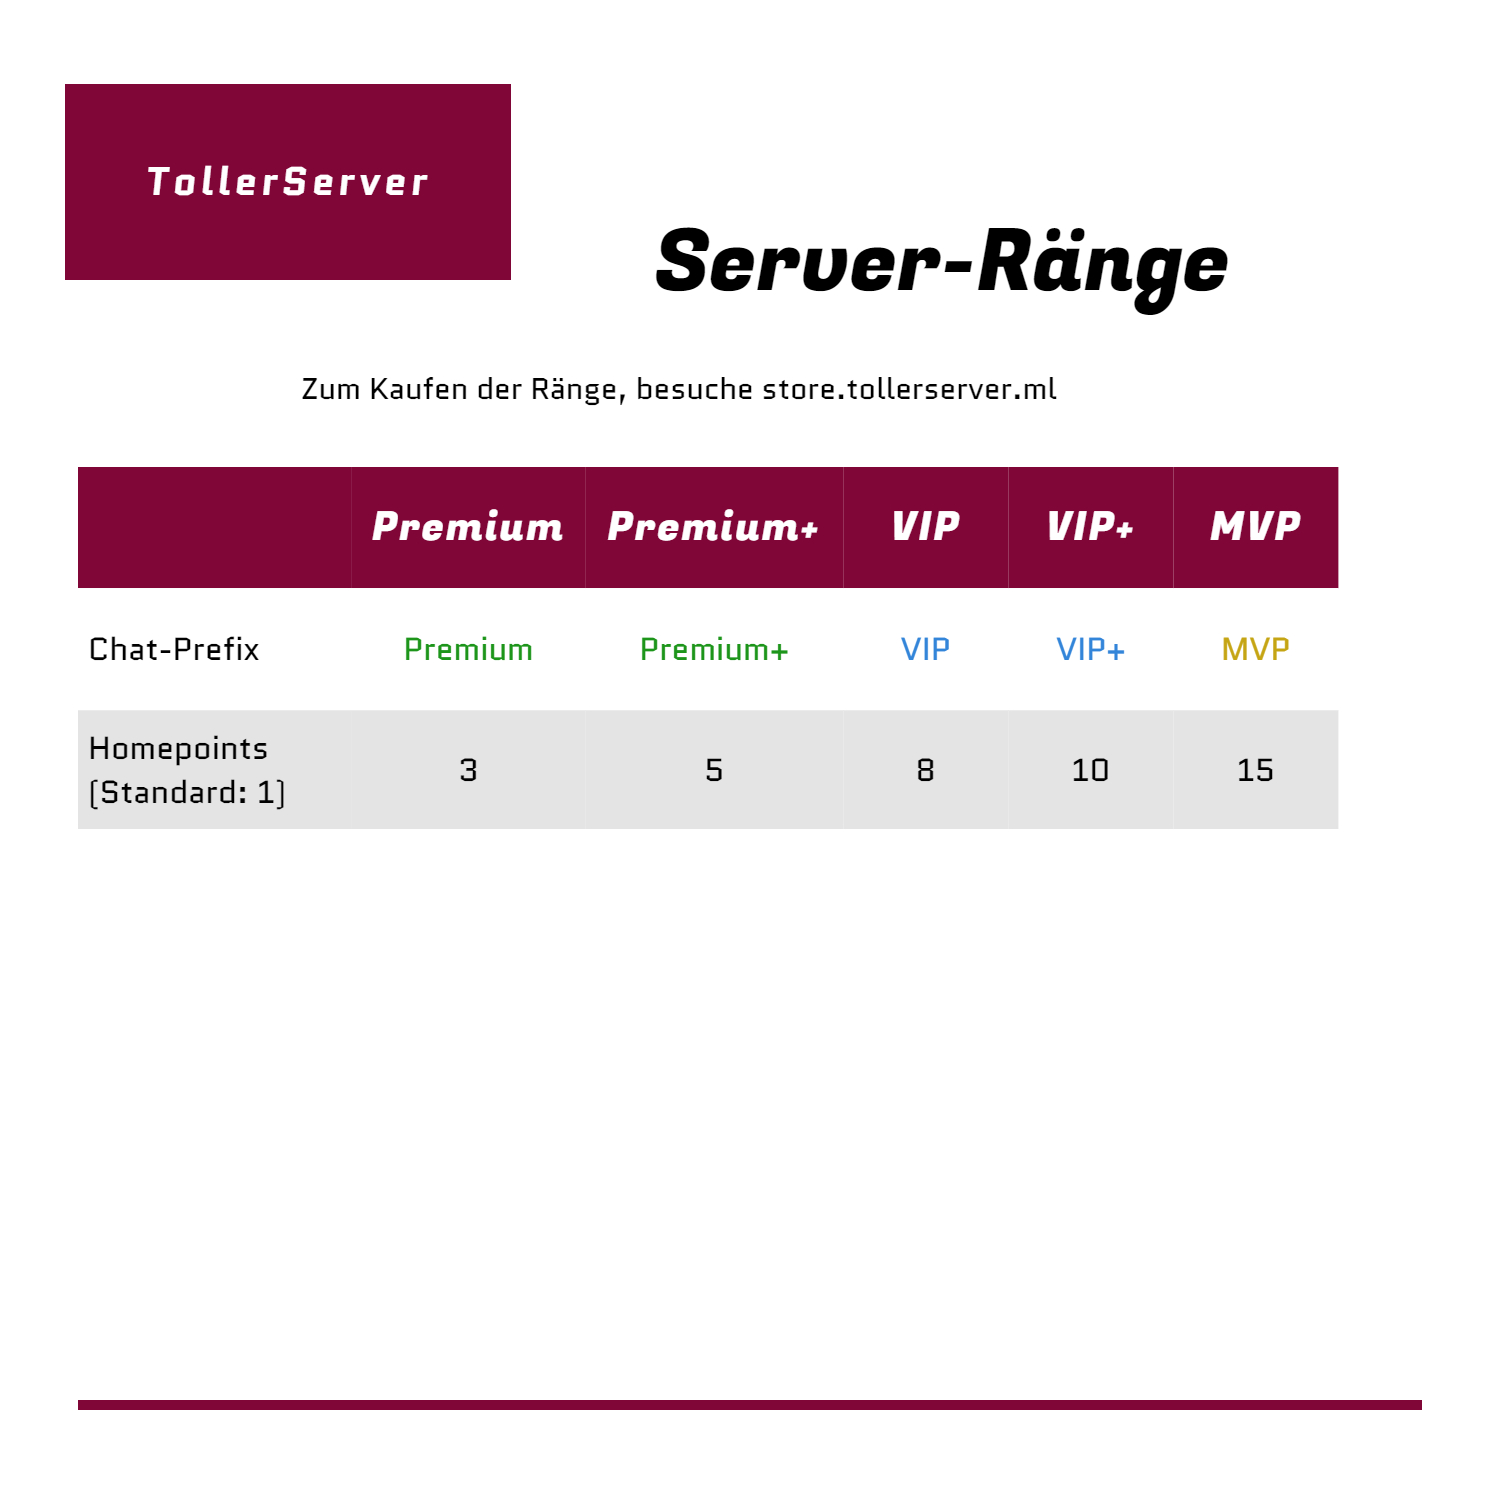 TollerServer
Server-Ränge
Zum Kaufen der Ränge, besuche store.tollerserver.ml
Premium Premium+ VIP VIP+ MVP
Chat-Prefix Premium Premium+ VIP VIP+ MVP
Homepoints
(Standard: 1) 3 5 8 10 15